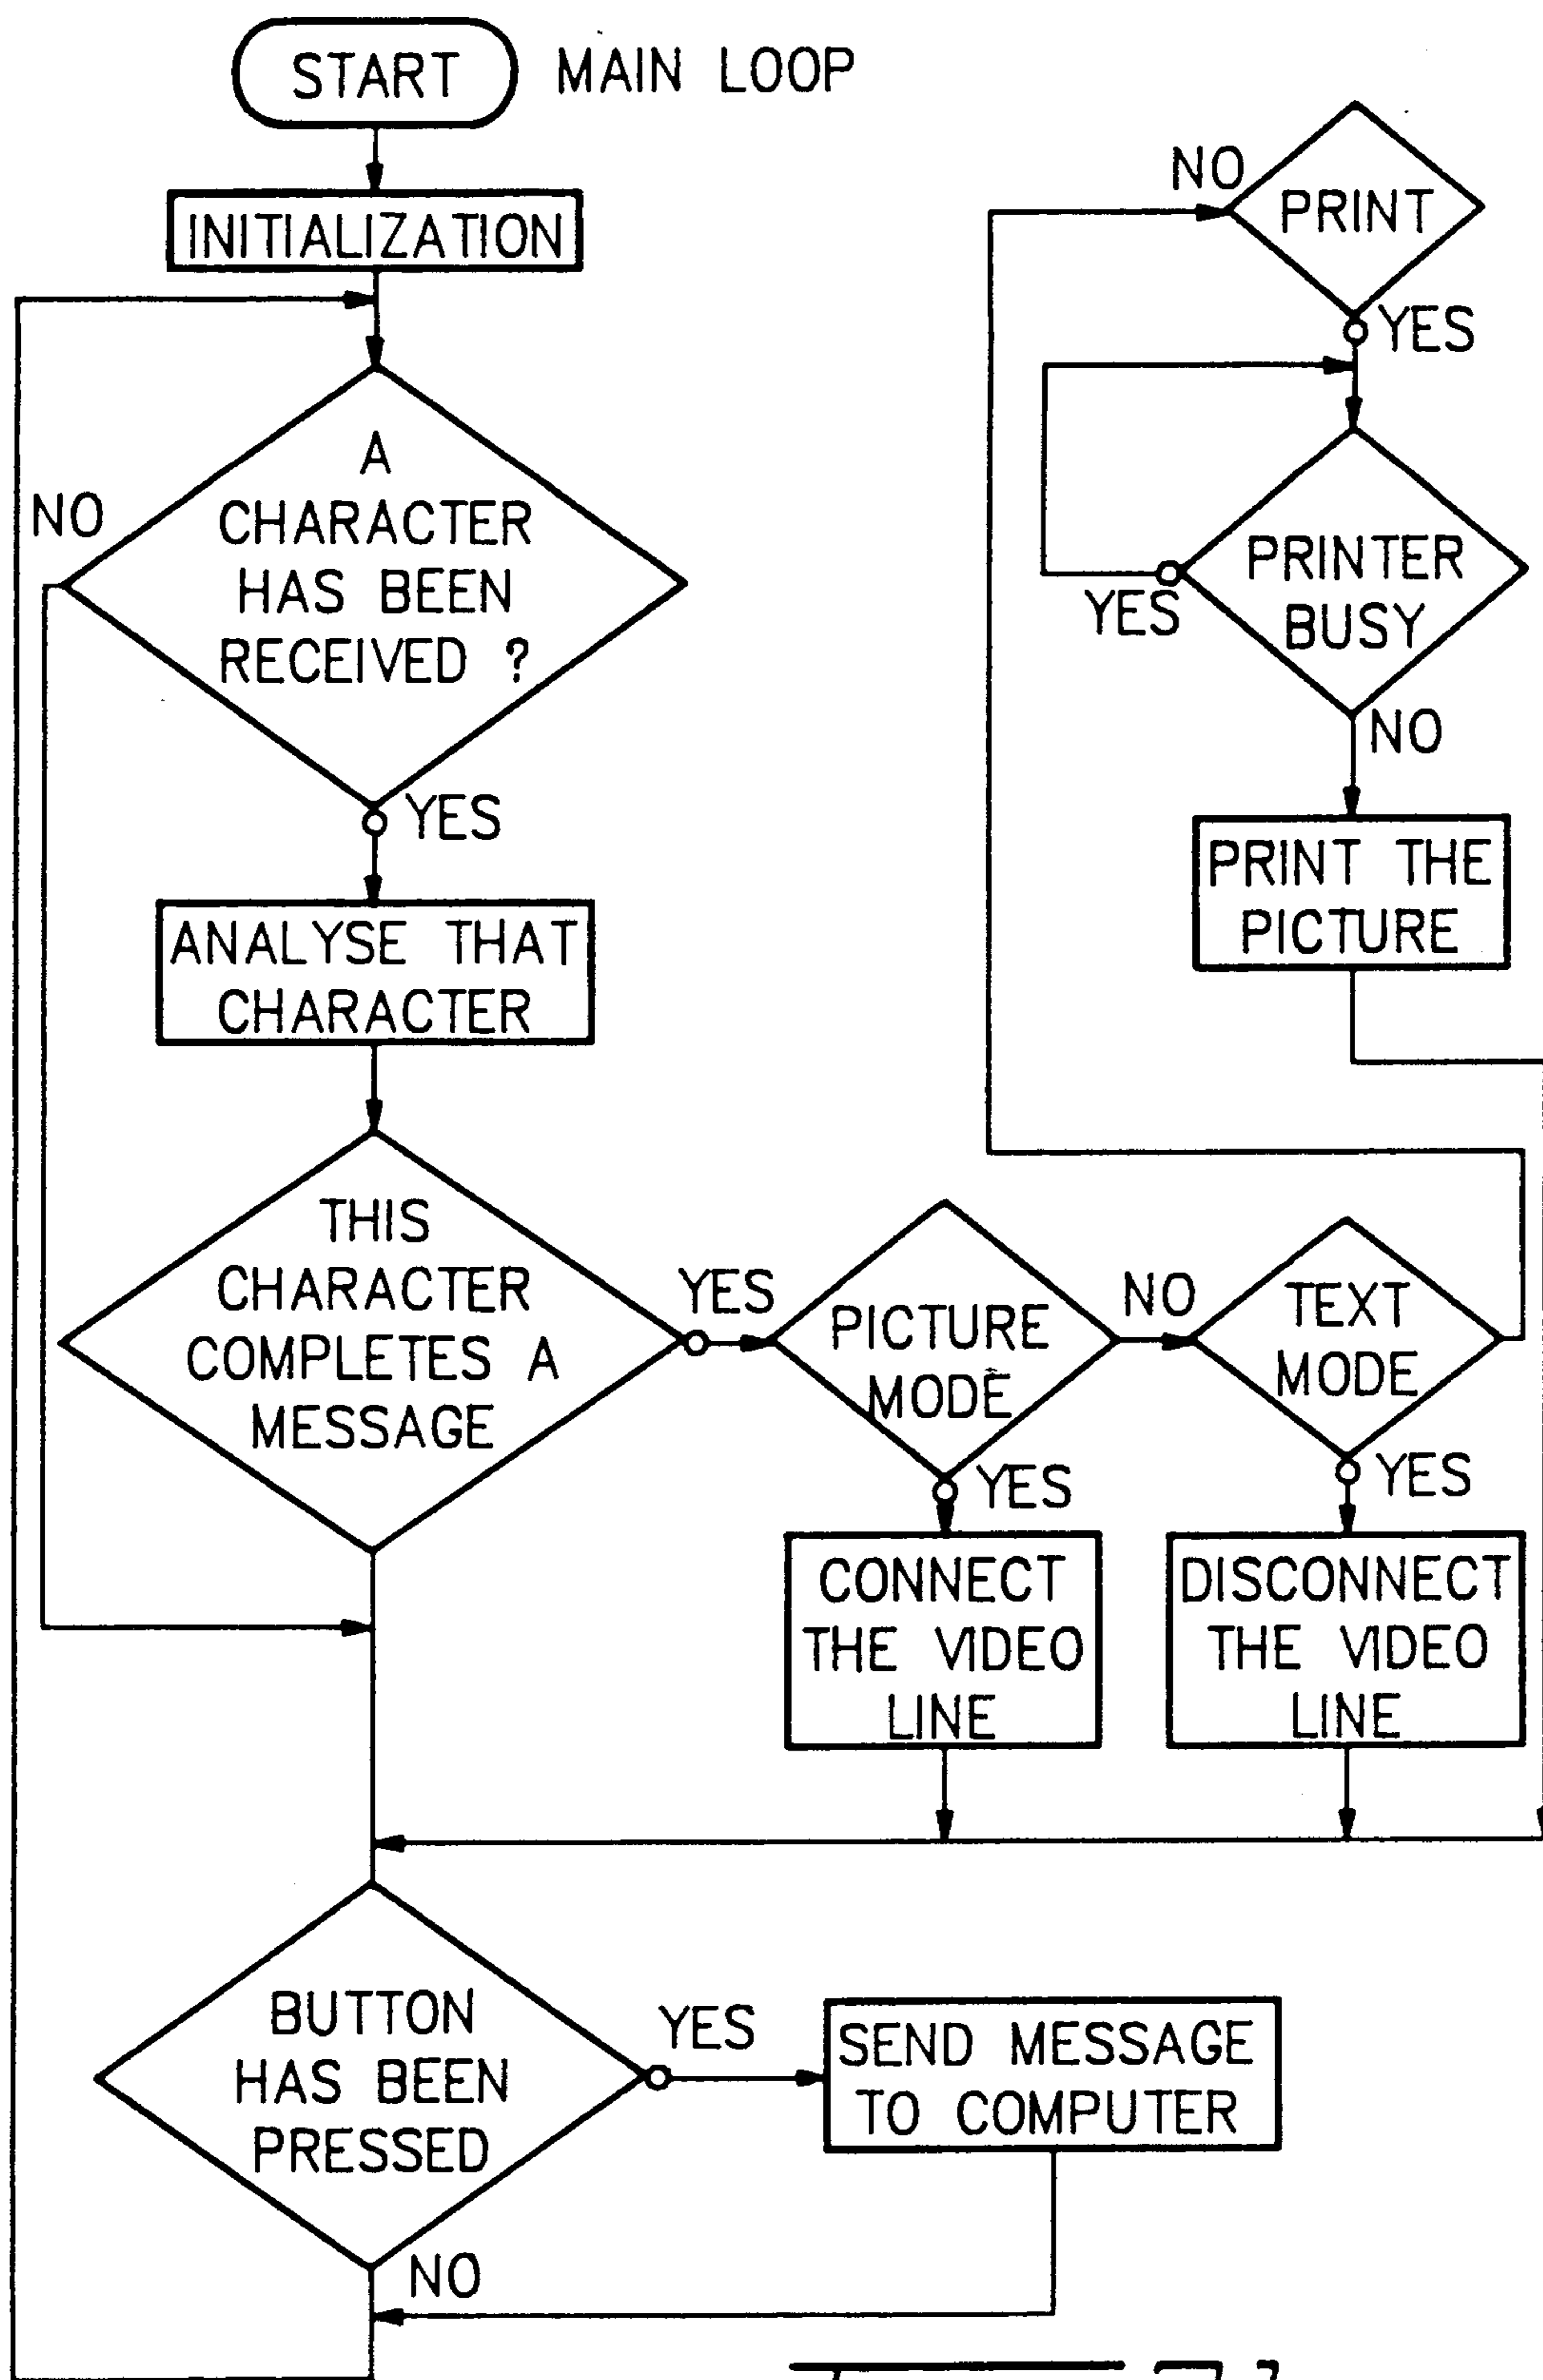 START MAIN LOOP
INITIALIZATION
A
CHARACTER
HAS BEEN
RECEIVED ?
NO
YES
ANALYSE THAT
CHARACTER
THIS
CHARACTER
COMPLETES A
MESSAGE
YES
PICTURE
MODE
NO
TEXT
MODE
YES
CONNECT
THE VIDEO
LINE
YES
DISCONNECT
THE VIDEO
LINE
NO
PRINT
YES
PRINTER
BUSY
YES
NO
PRINT THE
PICTURE
BUTTON
HAS BEEN
PRESSED
YES
SEND MESSAGE
TO COMPUTER
NO